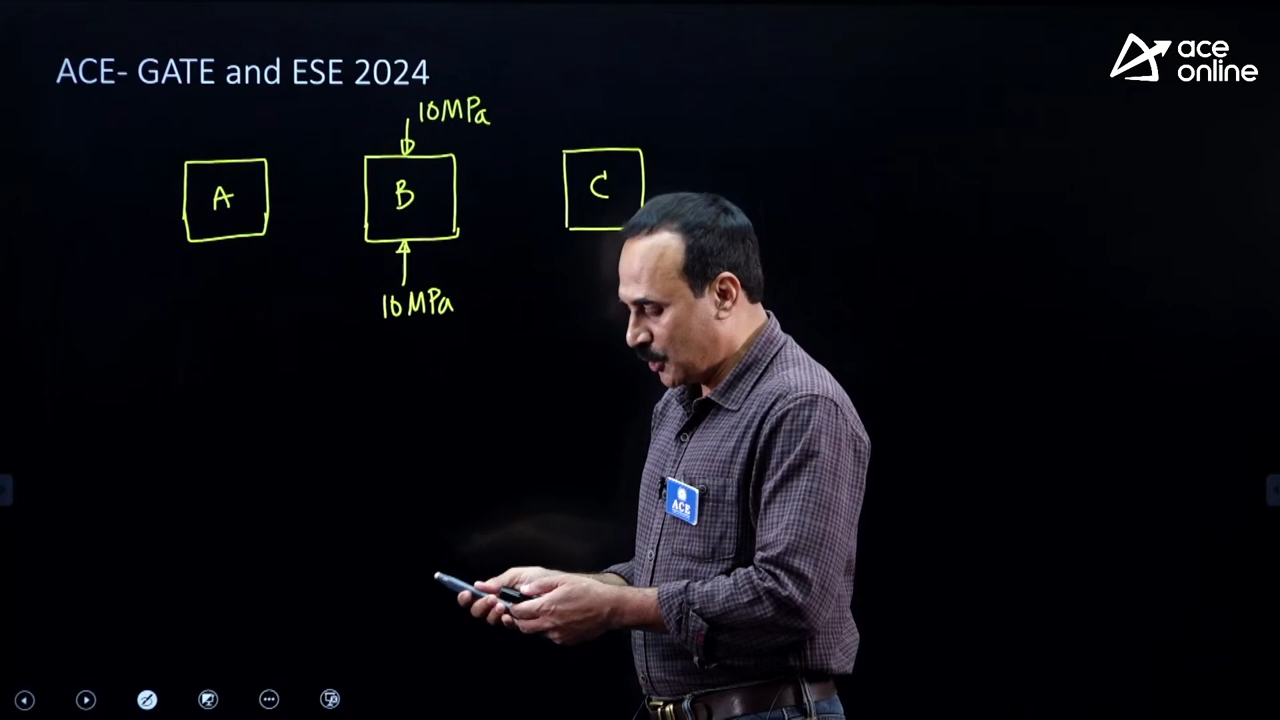 ACE- GATE and ESE 2024
ace
online
10MPa
A
B
C
10MPa
ACE